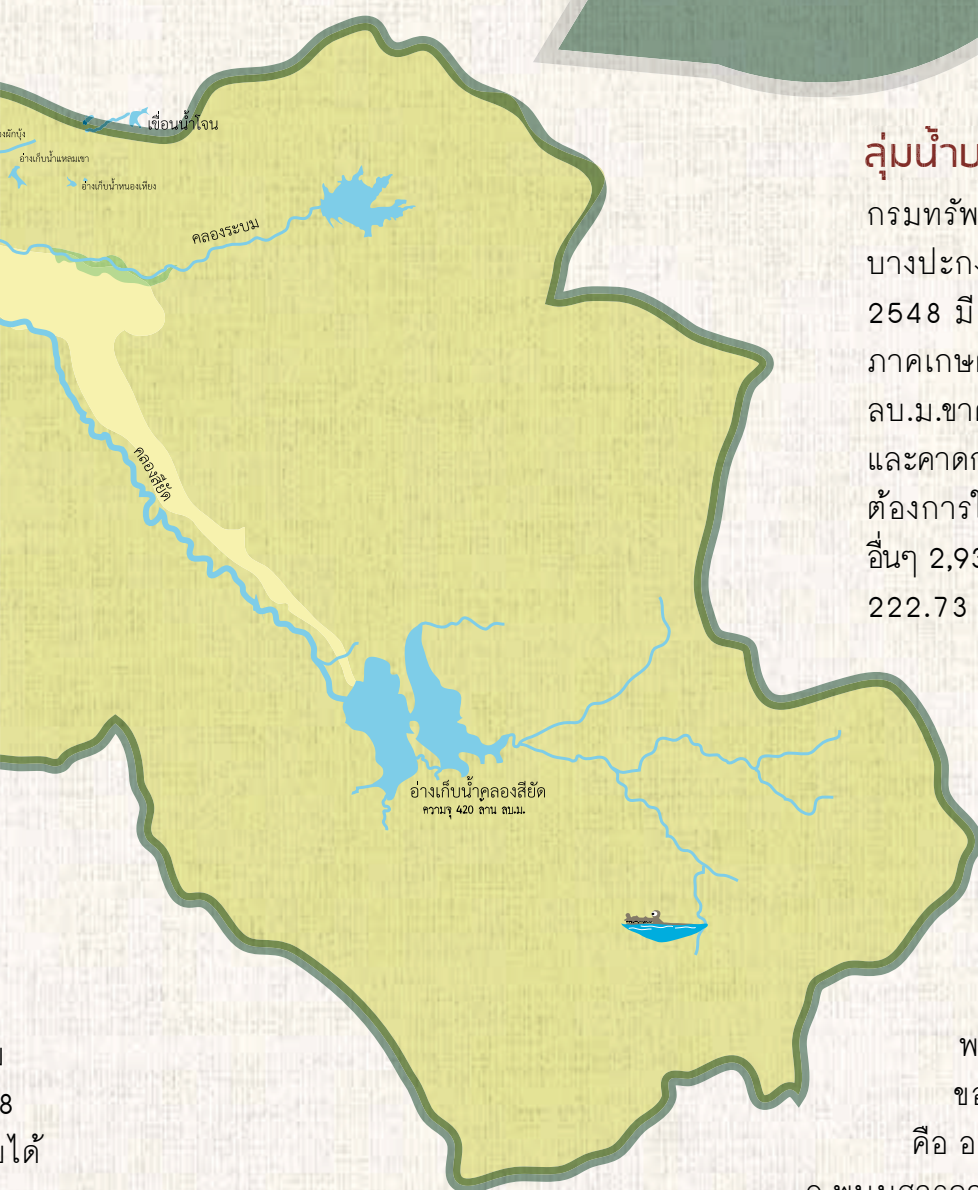 เขื่อนน้ำโจน
อ่างเก็บน้ำแหลมเขา
อ่างเก็บน้ำหนองเหียง
คลองระบม
คลองสียัด
อ่างเก็บน้ำคลองสียัด
ความจุ 420 ล้าน ลบ.ม.
ลุ่มน้ำบ
กรมทรัพ
บางปะกง
2548 มี
ภาคเกษ
ลบ.ม.ขาด
และคาดก
ต้องการใ
อื่นๆ 2,93
222.73
8
ได้
พ
ขอ
คือ อ